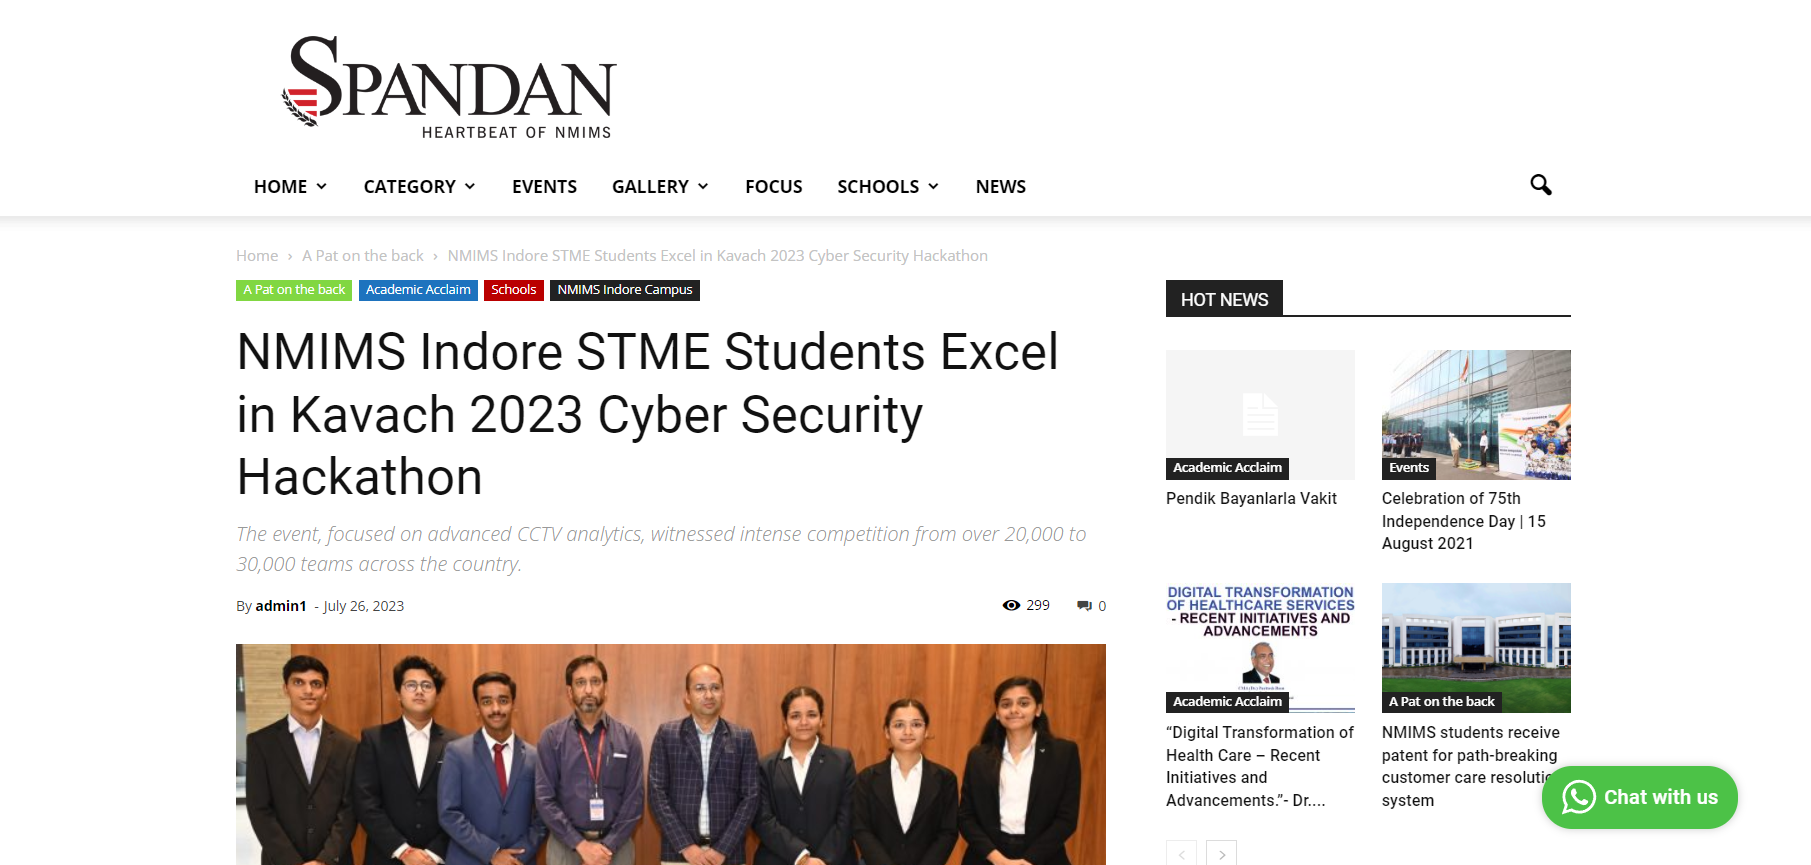 SPANDAN
HEARTBEAT OF NMIMS
HOME CATEGORY EVENTS GALLERY FOCUS SCHOOLS NEWS
Home › A Pat on the back › NMIMS Indore STME Students Excel in Kavach 2023 Cyber Security Hackathon
A Pat on the back Academic Acclaim Schools NMIMS Indore Campus
NMIMS Indore STME Students Excel
in Kavach 2023 Cyber Security
Hackathon
The event, focused on advanced CCTV analytics, witnessed intense competition from over 20,000 to
30,000 teams across the country.
By admin1 - July 26, 2023 299 0
HOT NEWS
Academic Acclaim
Pendik Bayanlarla Vakit
Events
Celebration of 75th
Independence Day | 15
August 2021
DIGITAL TRANSFORMATION
OF HEALTHCARE SERVICES
- RECENT INITIATIVES AND
ADVANCEMENTS
Academic Acclaim
“Digital Transformation of
Health Care – Recent
Initiatives and
Advancements.”- Dr....
A Pat on the back
NMIMS students receive
patent for path-breaking
customer care resolutio
system
Chat with us